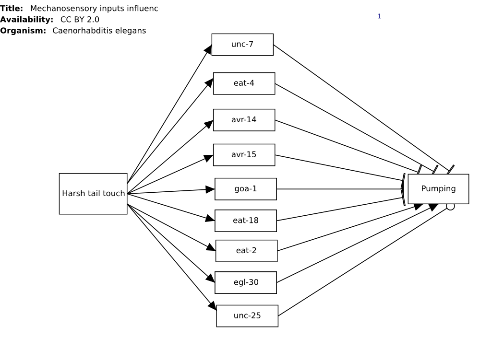 Title: Mechanosensory inputs influenc
Availability: CC BY 2.0
Organism: Caenorhabditis elegans
1
unc-7
eat-4
avr-14
avr-15
Harsh tail touch
goa-1
Pumping
eat-18
eat-2
egl-30
unc-25